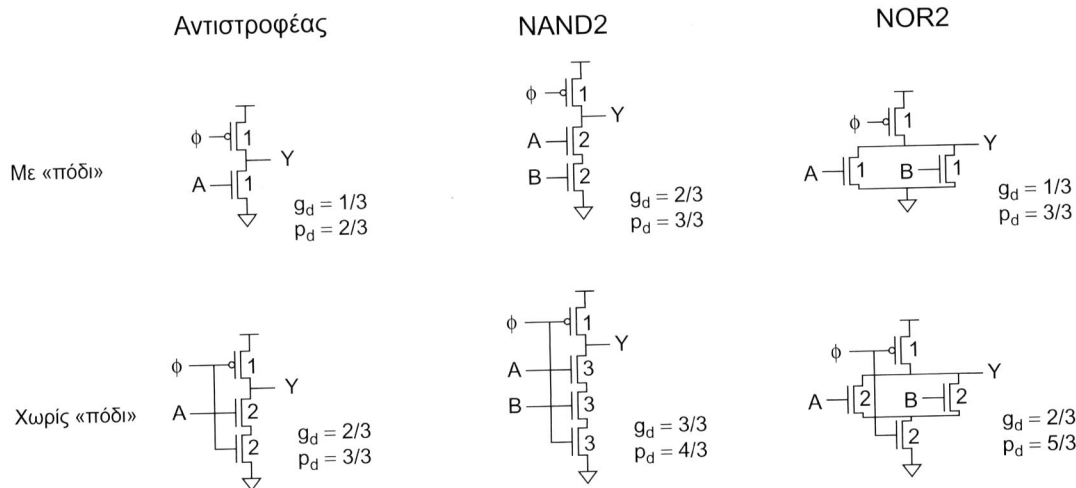 Αντιστροφέας
NAND2
NOR2
Με «πόδι»
ϕ
1
Y
A
1
g_d = 1/3
p_d = 2/3
ϕ
1
Y
A
2
B
2
g_d = 2/3
p_d = 3/3
ϕ
1
Y
A
1
B
1
g_d = 1/3
p_d = 3/3
Χωρίς «πόδι»
ϕ
1
Y
A
2
2
g_d = 2/3
p_d = 3/3
ϕ
1
Y
A
3
B
3
3
g_d = 3/3
p_d = 4/3
ϕ
1
Y
A
2
B
2
2
g_d = 2/3
p_d = 5/3